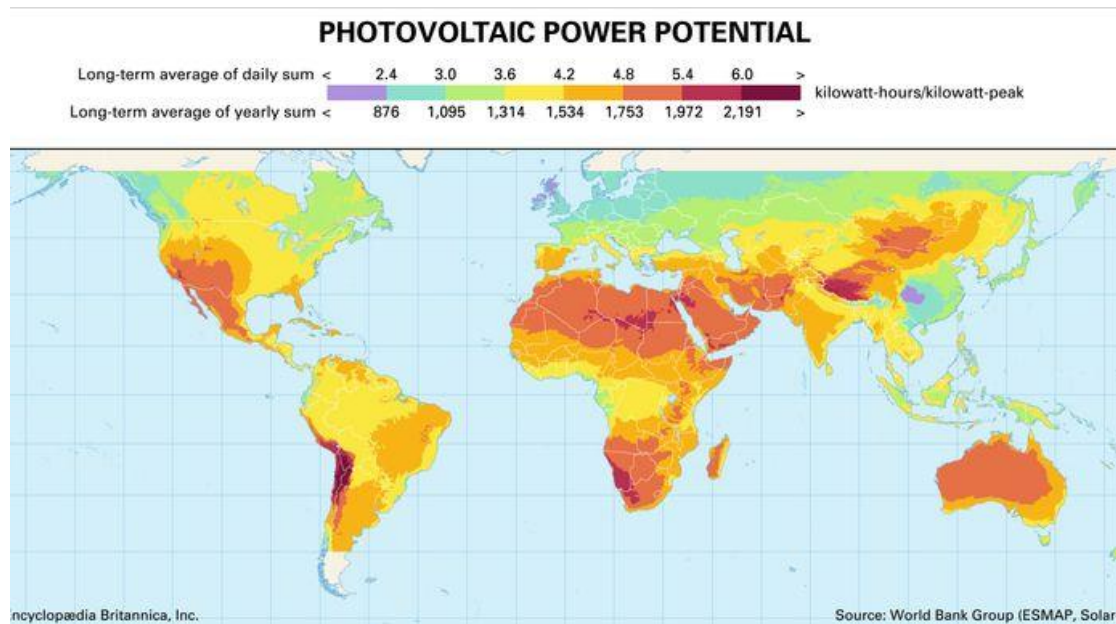 PHOTOVOLTAIC POWER POTENTIAL
Long-term average of daily sum < 2.4 3.0 3.6 4.2 4.8 5.4 6.0 >
kilowatt-hours/kilowatt-peak
Long-term average of yearly sum < 876 1,095 1,314 1,534 1,753 1,972 2,191 >
ncyclopædia Britannica, Inc.
Source: World Bank Group (ESMAP, Solar